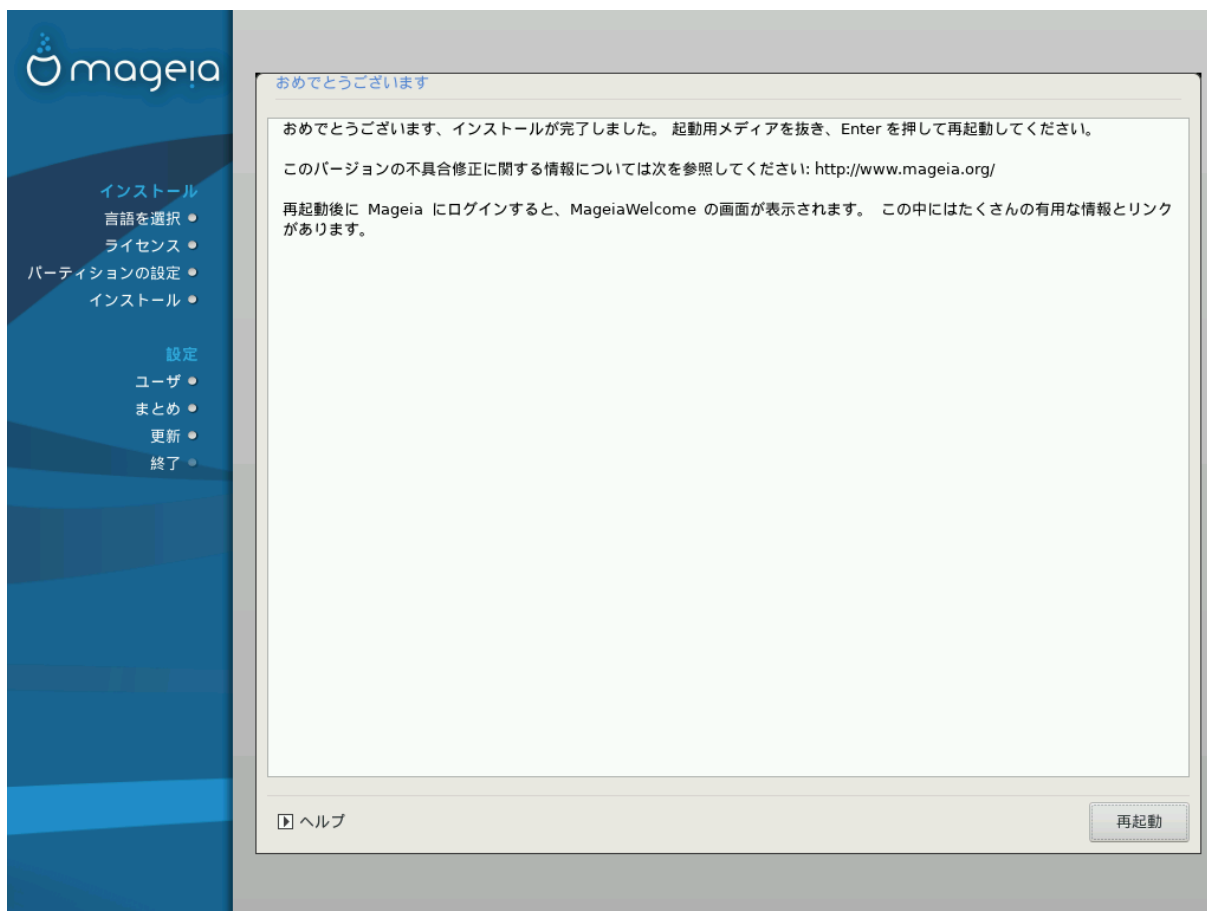 mageia
インストール
言語を選択
ライセンス
パーティションの設定
インストール
設定
ユーザ
まとめ
更新
終了
おめでとうございます
おめでとうございます、インストールが完了しました。 起動用メディアを抜き、Enter を押して再起動してください。
このバージョンの不具合修正に関する情報については次を参照してください: http://www.mageia.org/
再起動後に Mageia にログインすると、MageiaWelcome の画面が表示されます。 この中にはたくさんの有用な情報とリンク
があります。
ヘルプ
再起動